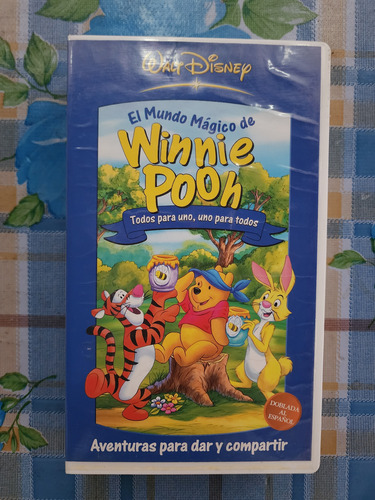 WALT DISNEY
El Mundo Mágico de
Winnie
Pooh
Todos para uno, uno para todos
DOBLADA
AL
ESPAÑOL
Aventuras para dar y compartir